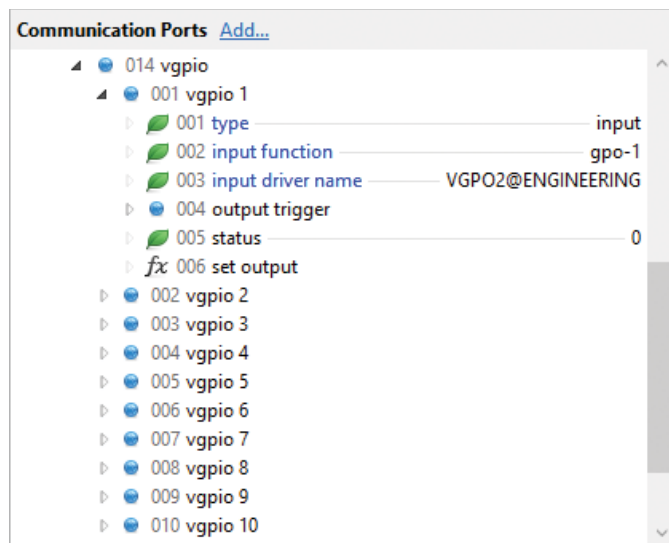 Communication Ports Add...
014 vgpio
001 vgpio 1
001 type input
002 input function gpo-1
003 input driver name VGPO2@ENGINEERING
004 output trigger
005 status 0
fx 006 set output
002 vgpio 2
003 vgpio 3
004 vgpio 4
005 vgpio 5
006 vgpio 6
007 vgpio 7
008 vgpio 8
009 vgpio 9
010 vgpio 10